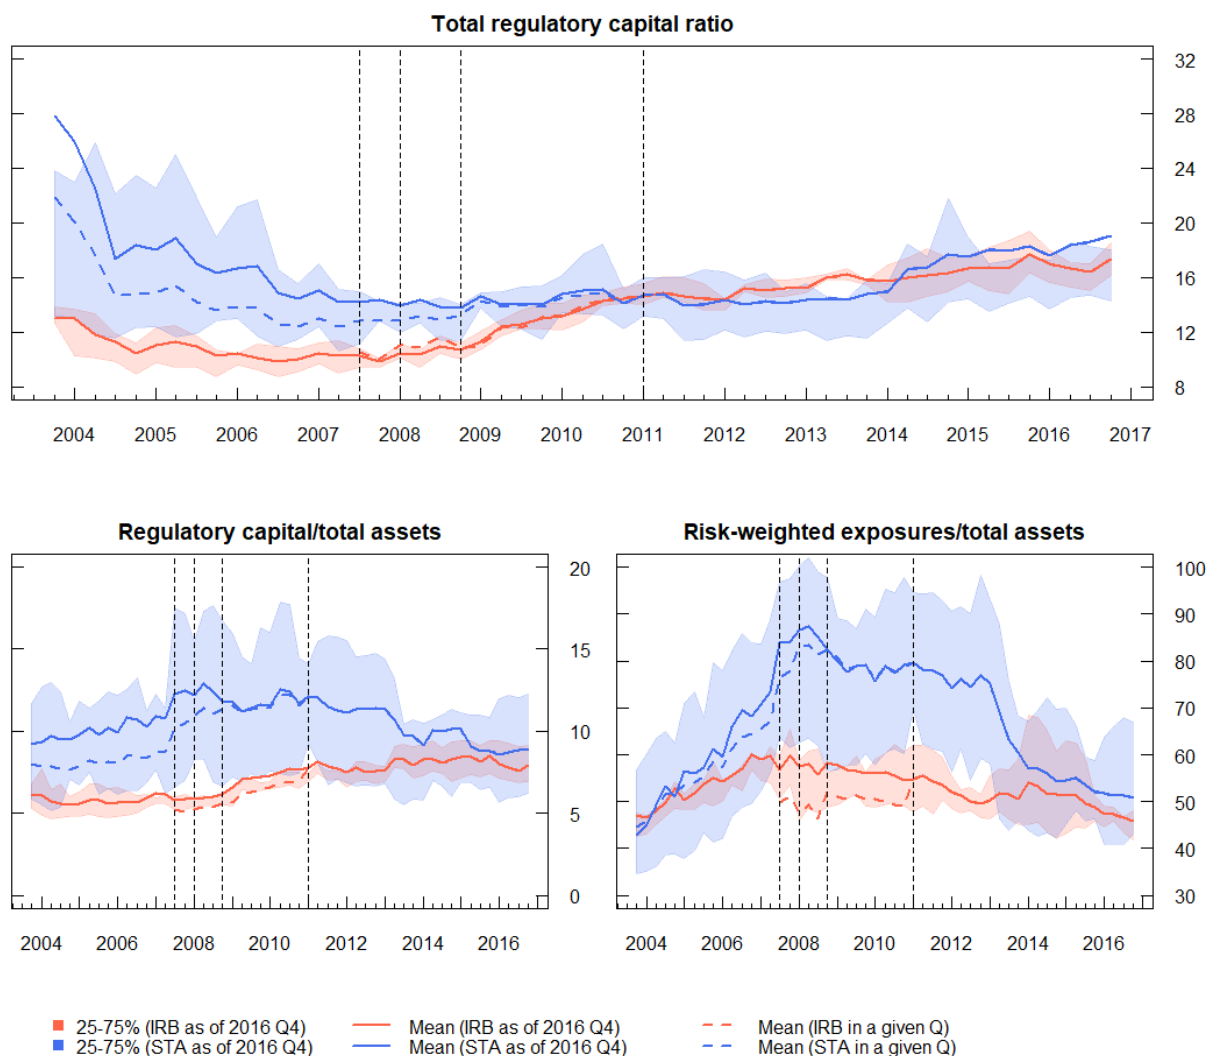 Total regulatory capital ratio
32
28
24
20
16
12
8
2004 2005 2006 2007 2008 2009 2010 2011 2012 2013 2014 2015 2016 2017
Regulatory capital/total assets
20
15
10
5
0
2004 2006 2008 2010 2012 2014 2016
Risk-weighted exposures/total assets
100
90
80
70
60
50
40
30
2004 2006 2008 2010 2012 2014 2016
25-75% (IRB as of 2016 Q4) Mean (IRB as of 2016 Q4) Mean (IRB in a given Q)
25-75% (STA as of 2016 Q4) Mean (STA as of 2016 Q4) Mean (STA in a given Q)